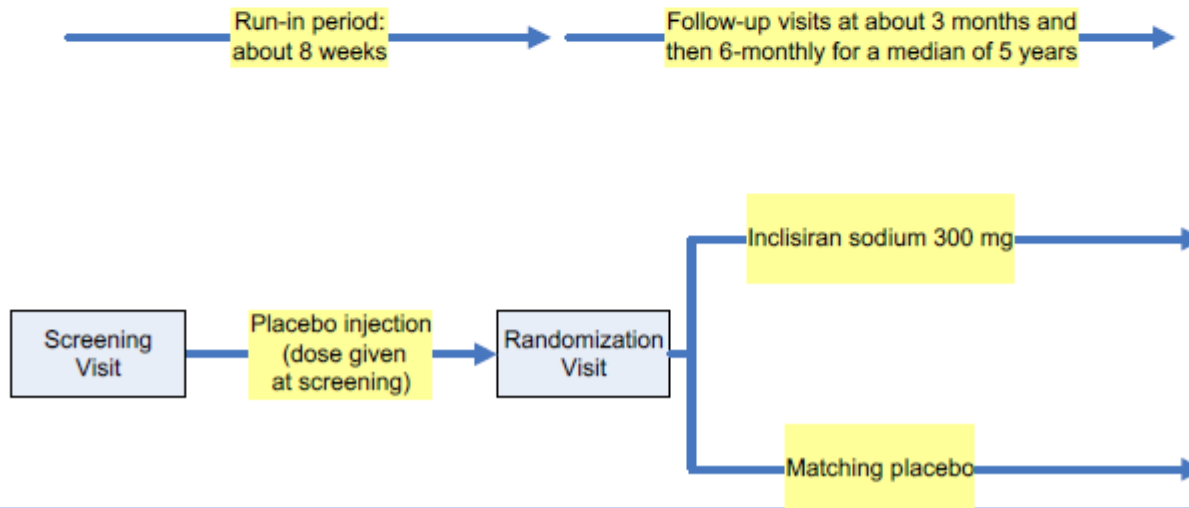 Run-in period:
about 8 weeks
Follow-up visits at about 3 months and
then 6-monthly for a median of 5 years
Inclisiran sodium 300 mg
Screening
Visit
Placebo injection
(dose given
at screening)
Randomization
Visit
Matching placebo